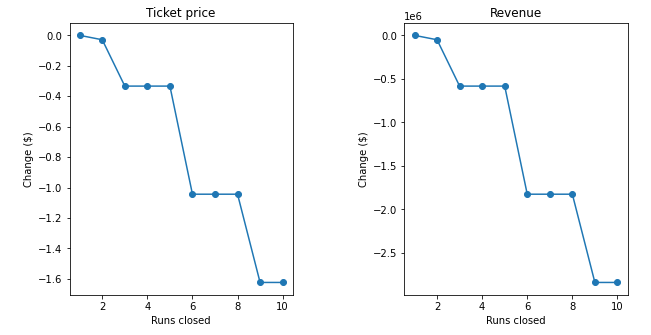 Ticket price
Change ($)
0.0
−0.2
−0.4
−0.6
−0.8
−1.0
−1.2
−1.4
−1.6
2 4 6 8 10
Runs closed
Revenue
1e6
Change ($)
0.0
−0.5
−1.0
−1.5
−2.0
−2.5
2 4 6 8 10
Runs closed